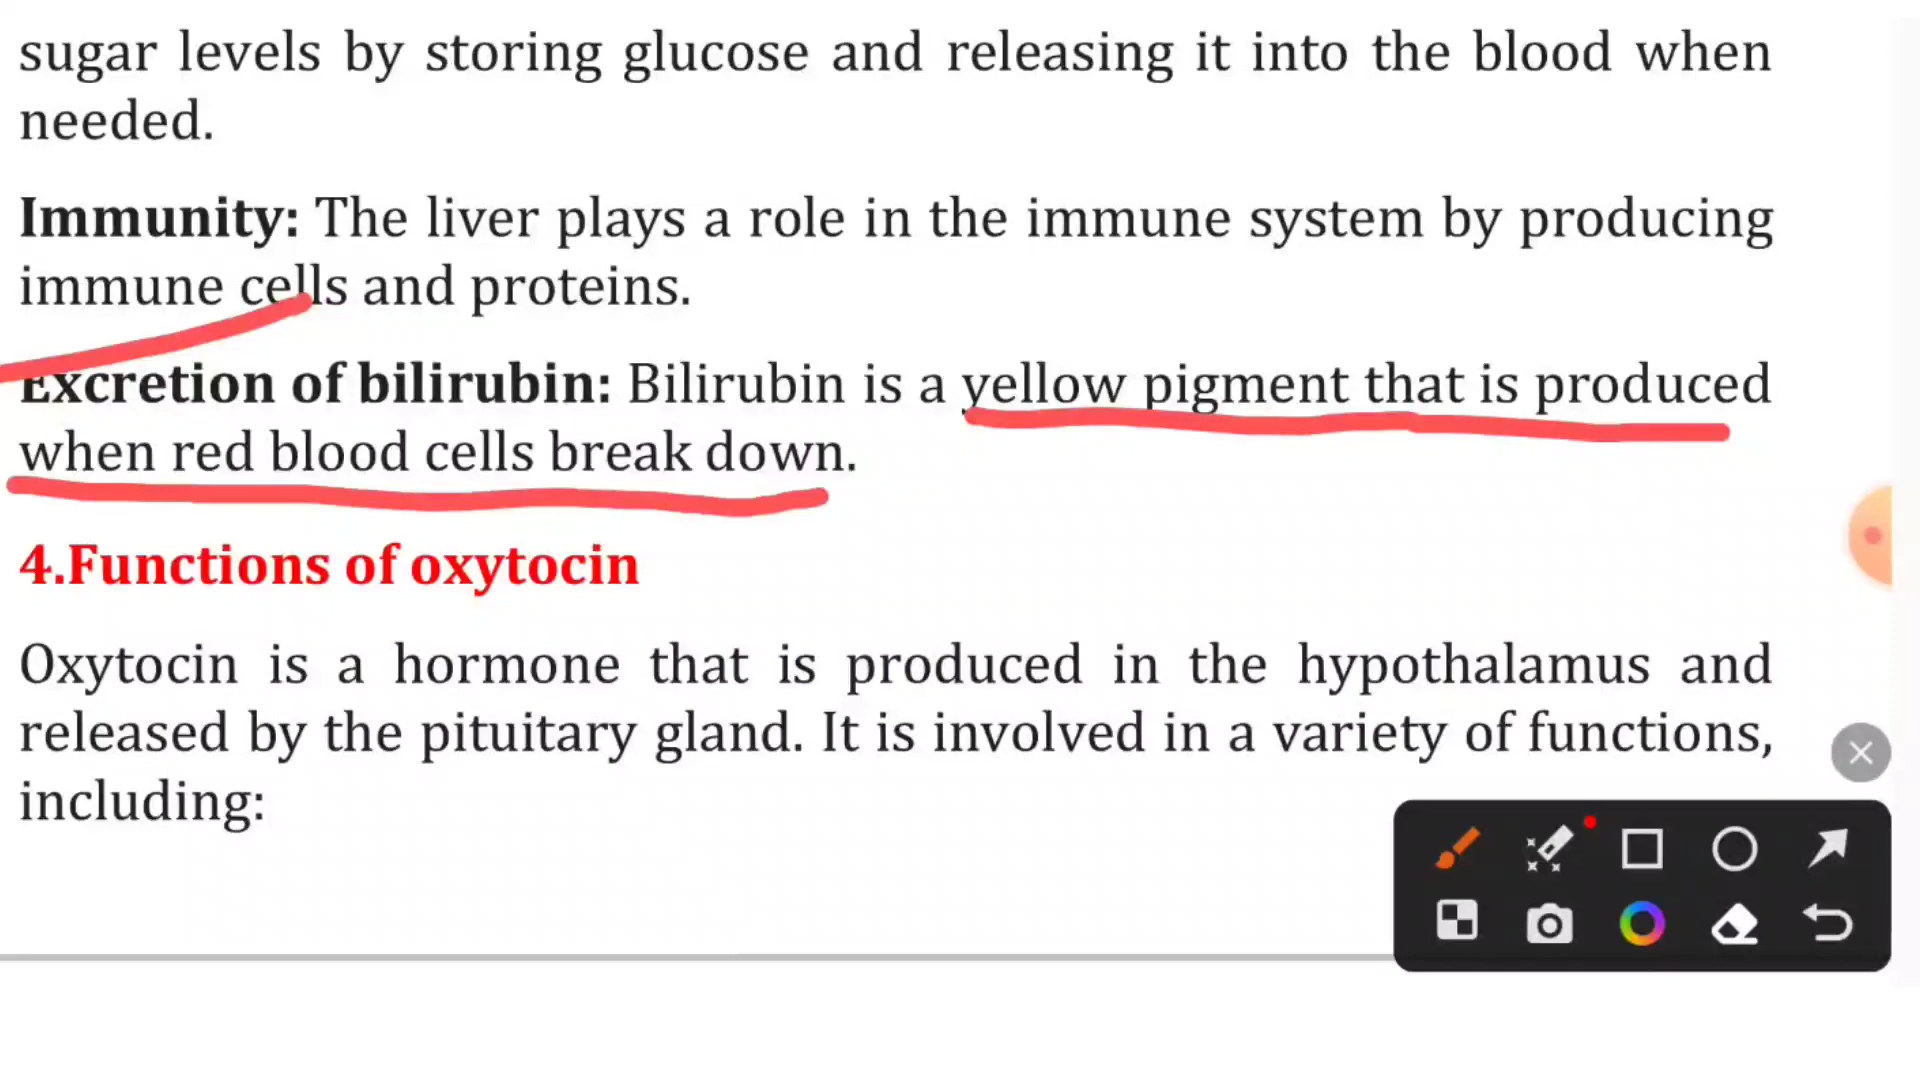 sugar levels by storing glucose and releasing it into the blood when
needed.
Immunity: The liver plays a role in the immune system by producing
immune cells and proteins.
Excretion of bilirubin: Bilirubin is a yellow pigment that is produced
when red blood cells break down.
4.Functions of oxytocin
Oxytocin is a hormone that is produced in the hypothalamus and
released by the pituitary gland. It is involved in a variety of functions,
including: